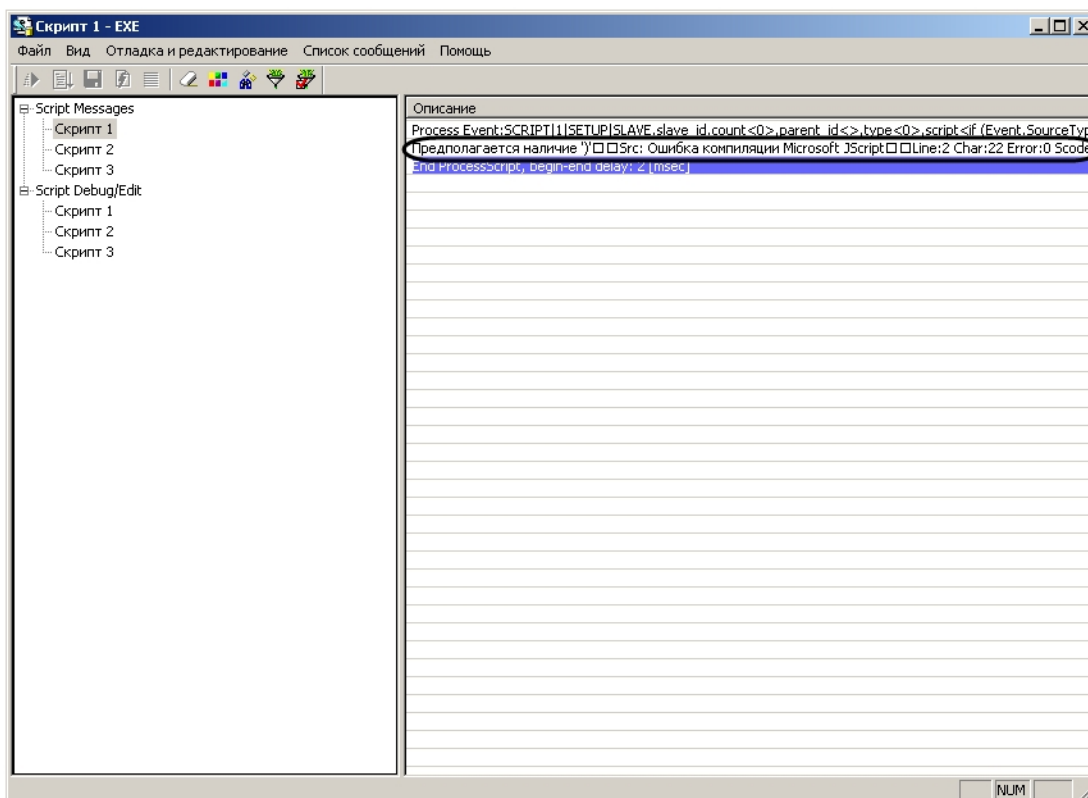 Скрипт 1 - EXE
Файл Вид Отладка и редактирование Список сообщений Помощь
Script Messages
Скрипт 1
Скрипт 2
Скрипт 3
Script Debug/Edit
Скрипт 1
Скрипт 2
Скрипт 3
Описание
Process Event:SCRIPT|1|SETUP|SLAVE.slave_id.count<0>,parent_id<>,type<0>,script<if (Event.SourceTyp
Предполагается наличие ')'□□Src: Ошибка компиляции Microsoft JScript□□Line:2 Char:22 Error:0 Scode
End ProcessScript, begin-end delay: 2 [msec]
NUM